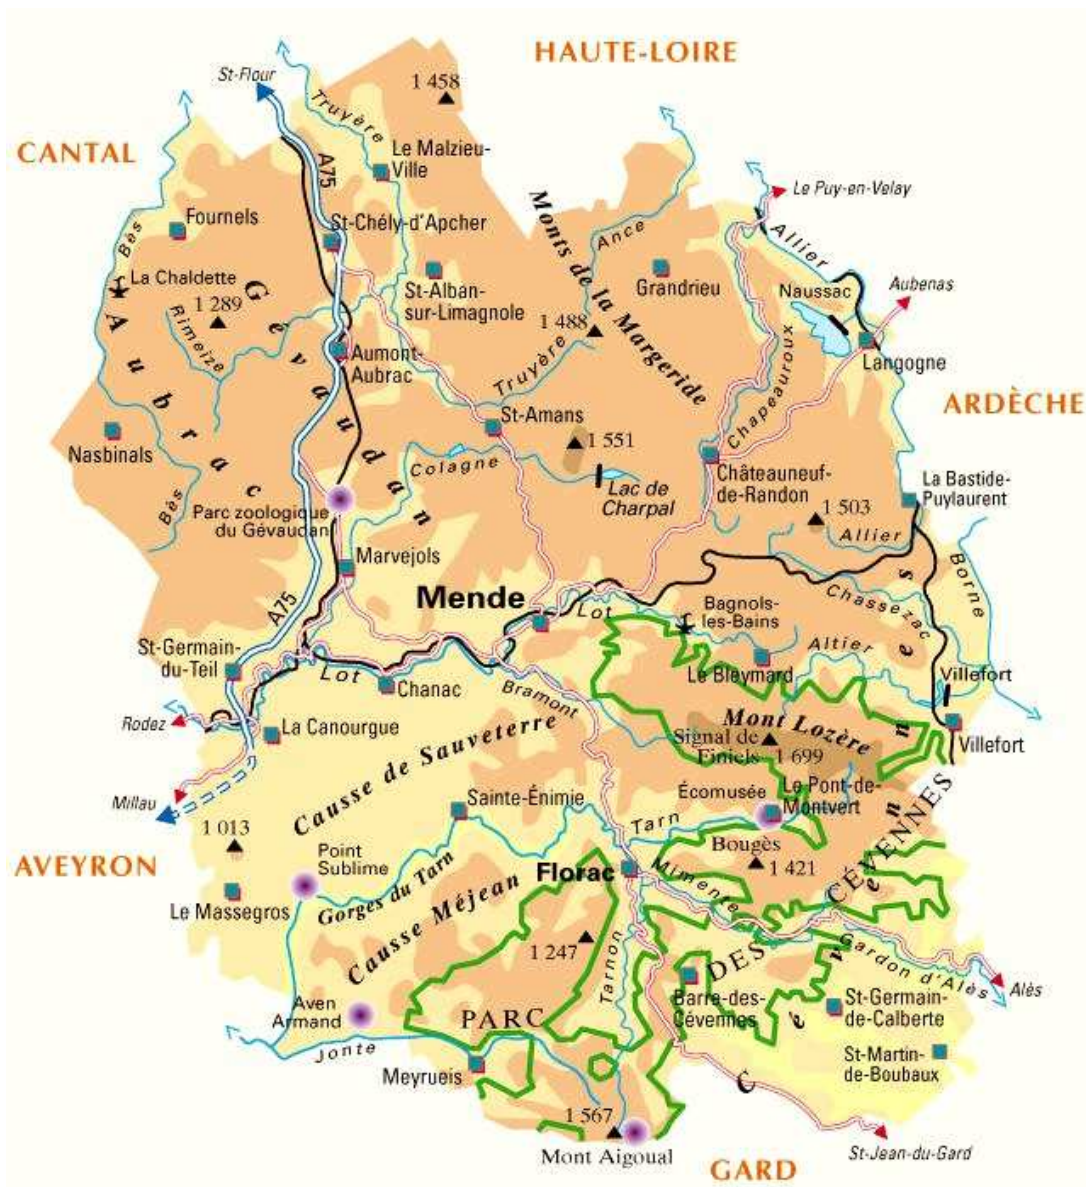 HAUTE-LOIRE
St-Flour
1 458
Truyère
CANTAL
A75
Le Malzieu-
Ville
Le Puy-en-Velay
Fournels
St-Chély-d'Apcher
Monts de la Margeride
Ance
Allier
Bès
La Chaldette
St-Alban-
sur-Limagnole
Grandrieu
Naussac
Aubenas
1 289
Gévaudan
Rimeize
Aubrac
1 488
Truyère
Chapeauroux
Langogne
Aumont-
Aubrac
ARDÈCHE
St-Amans
Nasbinals
1 551
Colagne
Lac de
Charpal
Châteauneuf-
de-Randon
La Bastide-
Puylaurent
Bès
Parc zoologique
du Gévaudan
1 503
Allier
Marvejols
Borne
A75
Mende
Lot
Bagnols-
les-Bains
Chassezac
Altier
St-Germain-
du-Teil
Lot
Chanac
Bramont
Le Bleymard
Villefort
Rodez
La Canourgue
Causse de Sauveterre
Mont Lozère
Signal de
Finiels 1 699
Villefort
Millau
Sainte-Énimie
Écomusée
Le Pont-de-
Montvert
1 013
Tarn
AVEYRON
Point
Sublime
Gorges du Tarn
Florac
Bougès
1 421
Mimente
Le Massegros
Causse Méjean
1 247
Tarnon
PARC
DES
CÉVENNES
Cévennes
Gardon d'Alès
Alès
Aven
Armand
Barre-des-
Cévennes
St-Germain-
de-Calberte
Jonte
Meyrueis
St-Martin-
de-Boubaux
1 567
Mont Aigoual
St-Jean-du-Gard
GARD